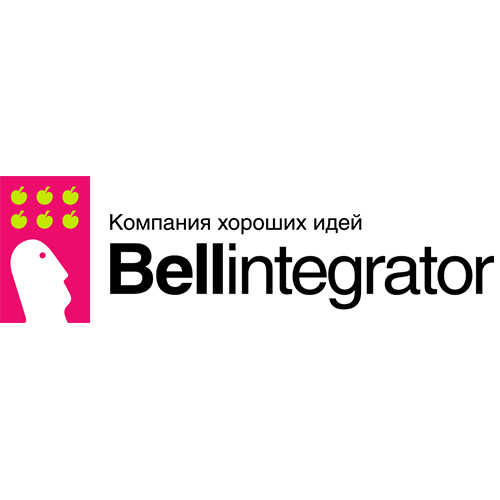 Компания хороших идей
Bellintegrator